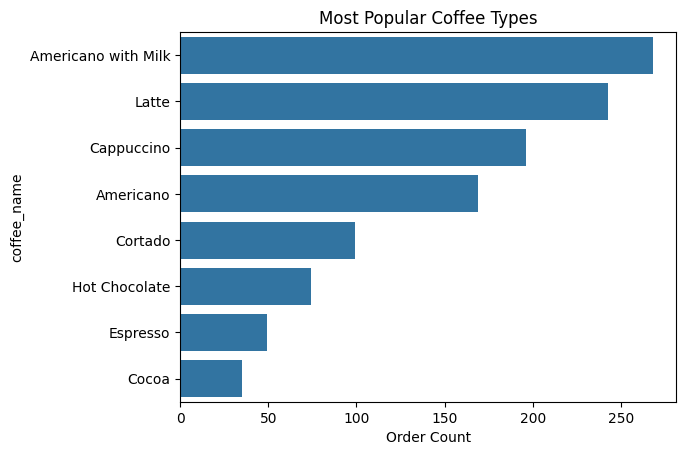 Most Popular Coffee Types
coffee_name
Americano with Milk
Latte
Cappuccino
Americano
Cortado
Hot Chocolate
Espresso
Cocoa
0 50 100 150 200 250
Order Count